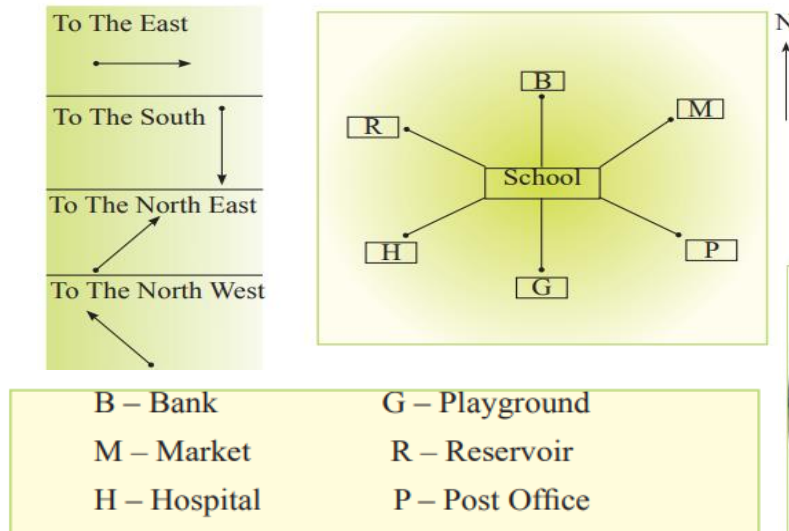 To The East
To The South
To The North East
To The North West
N
B
R
M
School
H
P
G
B – Bank G – Playground
M – Market R – Reservoir
H – Hospital P – Post Office